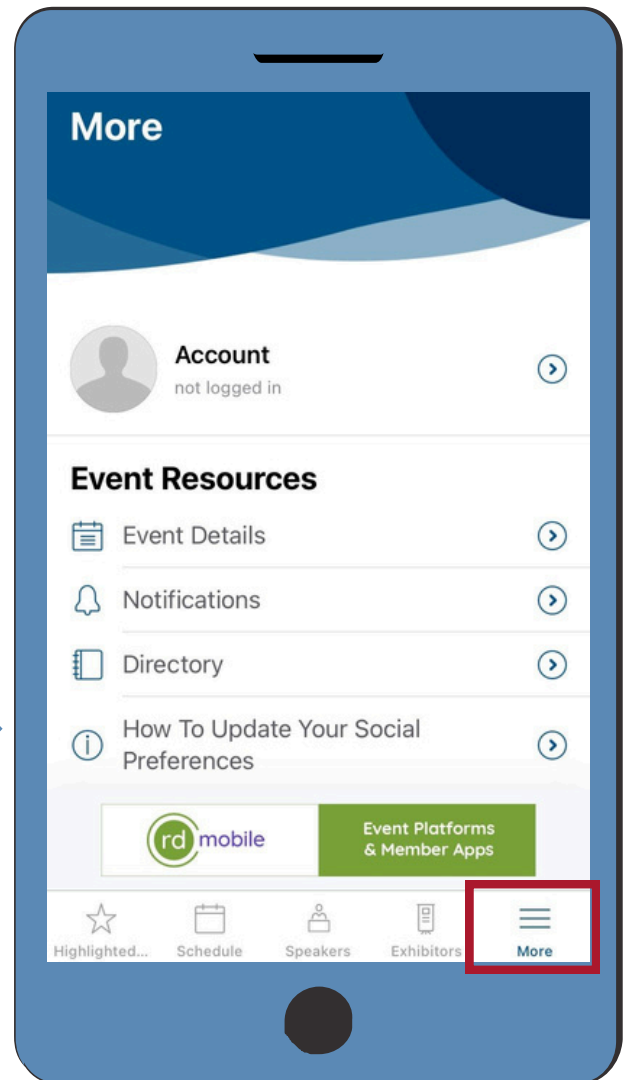 More
Account
not logged in
Event Resources
Event Details
Notifications
Directory
How To Update Your Social
Preferences
rd mobile
Event Platforms
& Member Apps
Highlighted...
Schedule
Speakers
Exhibitors
More